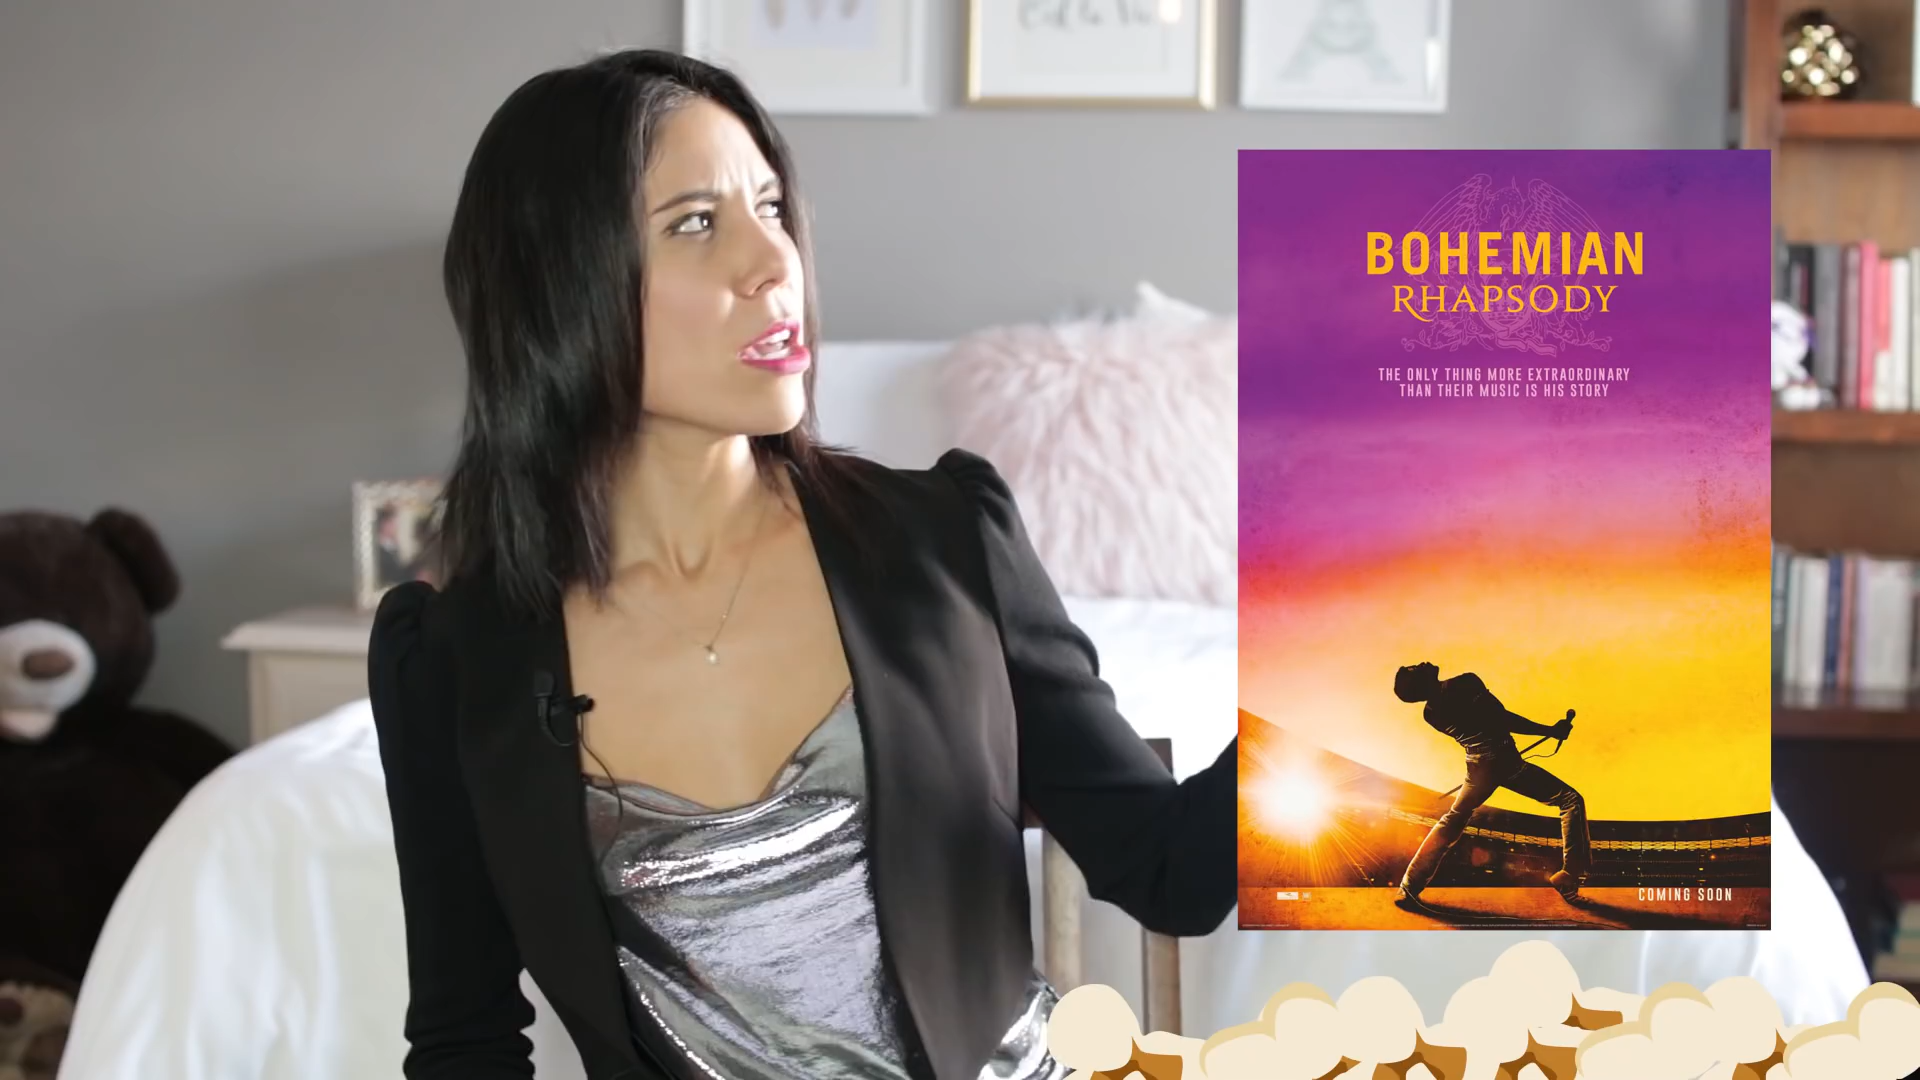 BOHEMIAN
RHAPSODY
THE ONLY THING MORE EXTRAORDINARY
THAN THEIR MUSIC IS HIS STORY
COMING SOON